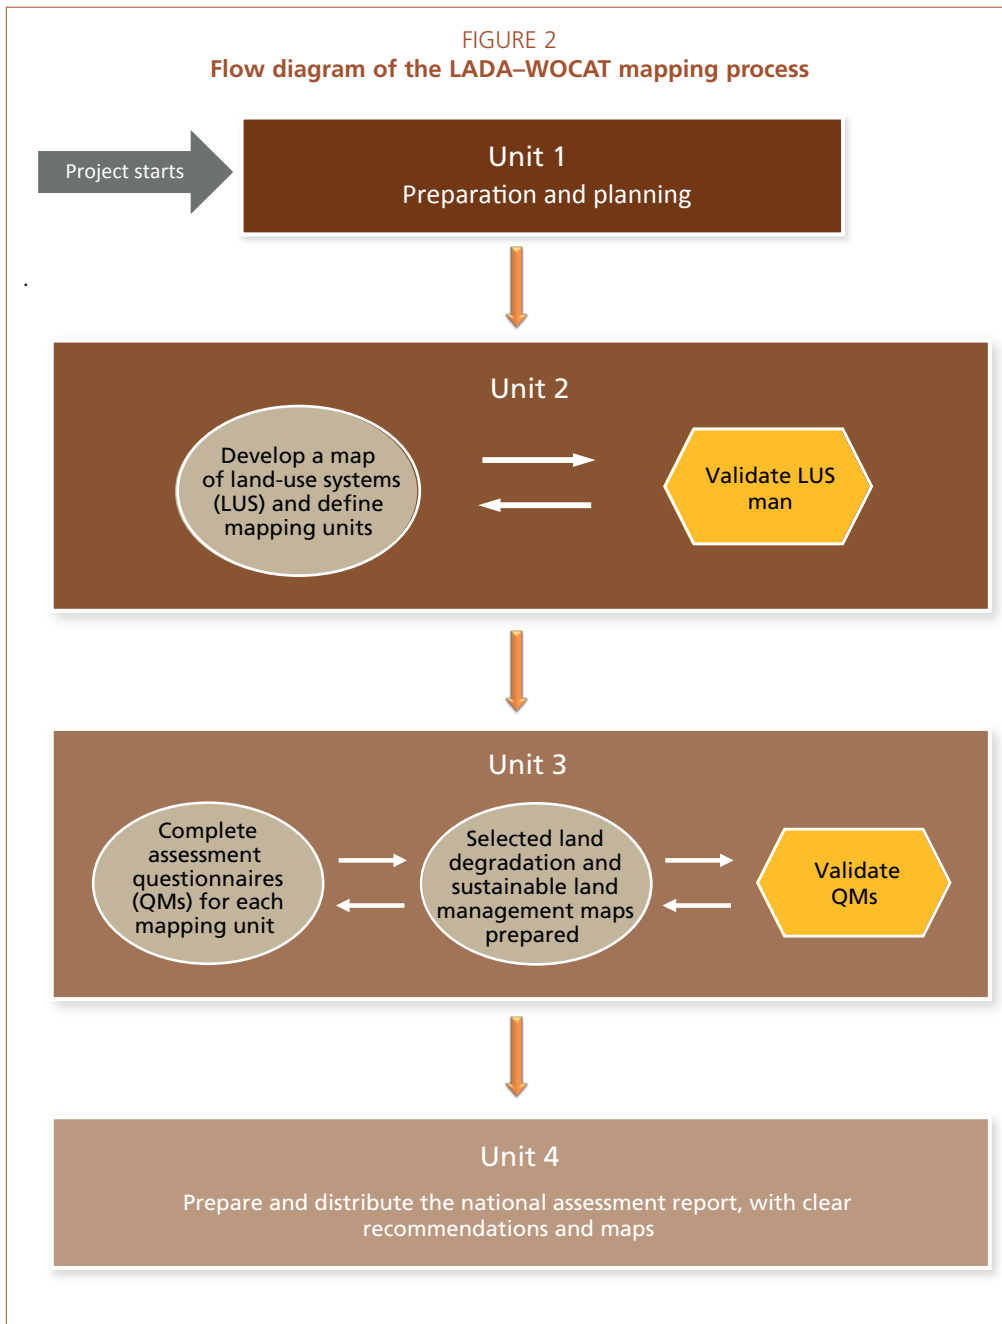 FIGURE 2
Flow diagram of the LADA–WOCAT mapping process
Project starts
Unit 1
Preparation and planning
Unit 2
Develop a map
of land-use systems
(LUS) and define
mapping units
Validate LUS
man
Unit 3
Complete
assessment
questionnaires
(QMs) for each
mapping unit
Selected land
degradation and
sustainable land
management maps
prepared
Validate
QMs
Unit 4
Prepare and distribute the national assessment report, with clear
recommendations and maps